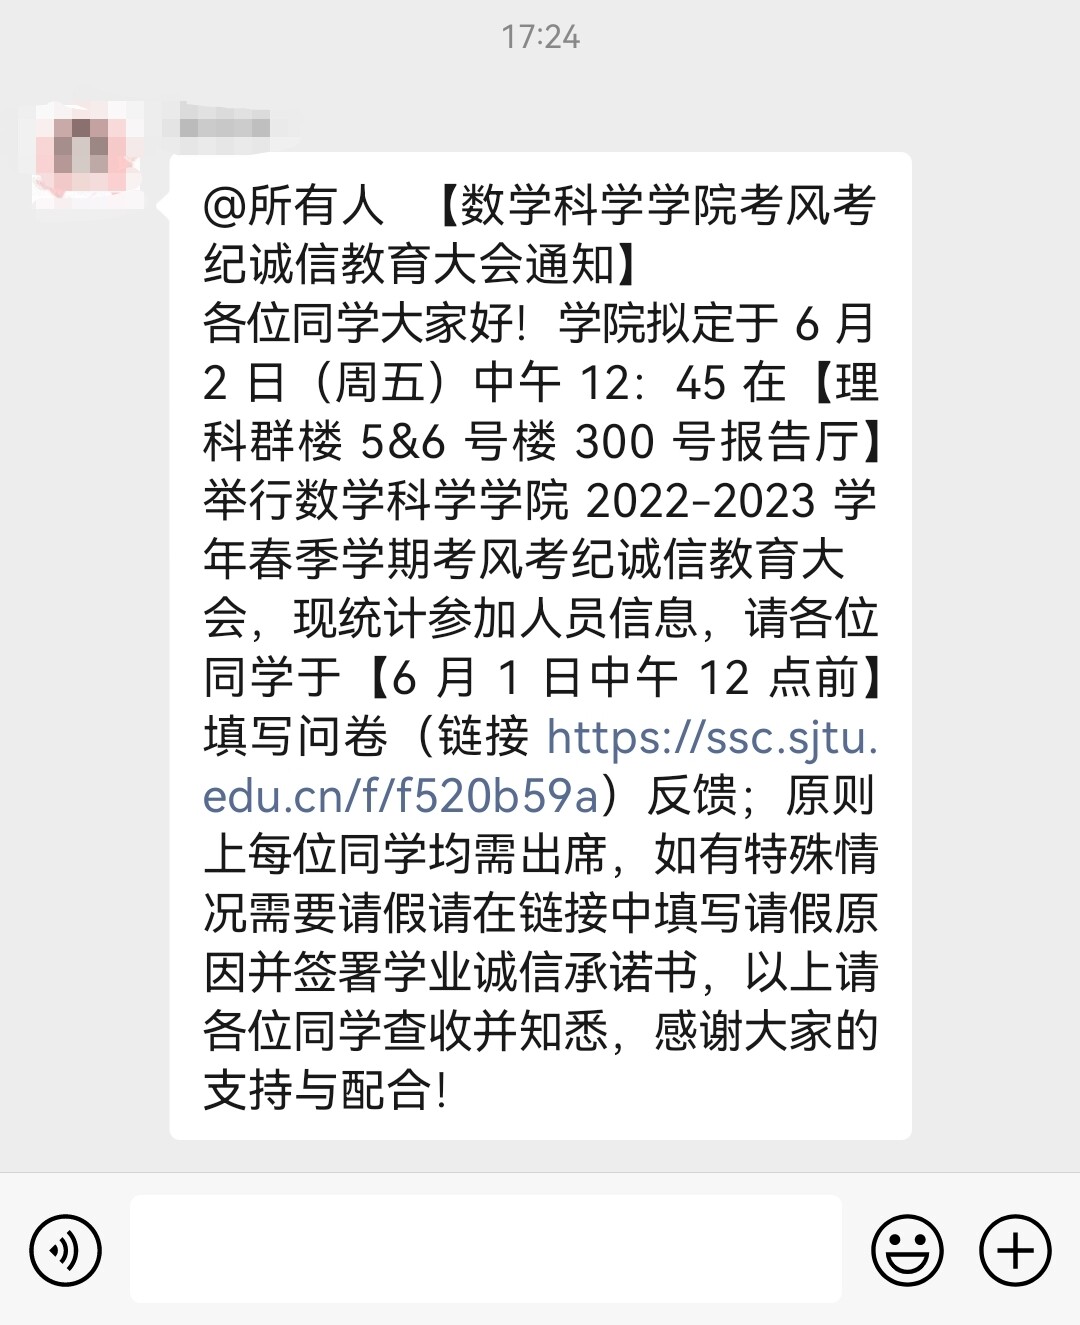 17:24
@所有人 【数学科学学院考风考
纪诚信教育大会通知】
各位同学大家好！学院拟定于 6 月
2 日（周五）中午 12：45 在【理
科群楼 5&6 号楼 300 号报告厅】
举行数学科学学院 2022-2023 学
年春季学期考风考纪诚信教育大
会，现统计参加人员信息，请各位
同学于【6 月 1 日中午 12 点前】
填写问卷（链接 https://ssc.sjtu.
edu.cn/f/f520b59a）反馈；原则
上每位同学均需出席，如有特殊情
况需要请假请在链接中填写请假原
因并签署学业诚信承诺书，以上请
各位同学查收并知悉，感谢大家的
支持与配合！